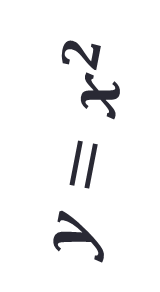 y = x²